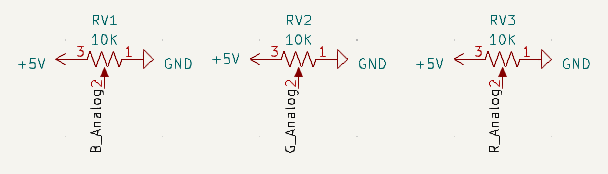 RV1
10K
+5V
3
1
GND
2
B_Analog
RV2
10K
+5V
3
1
GND
2
G_Analog
RV3
10K
+5V
3
1
GND
2
R_Analog